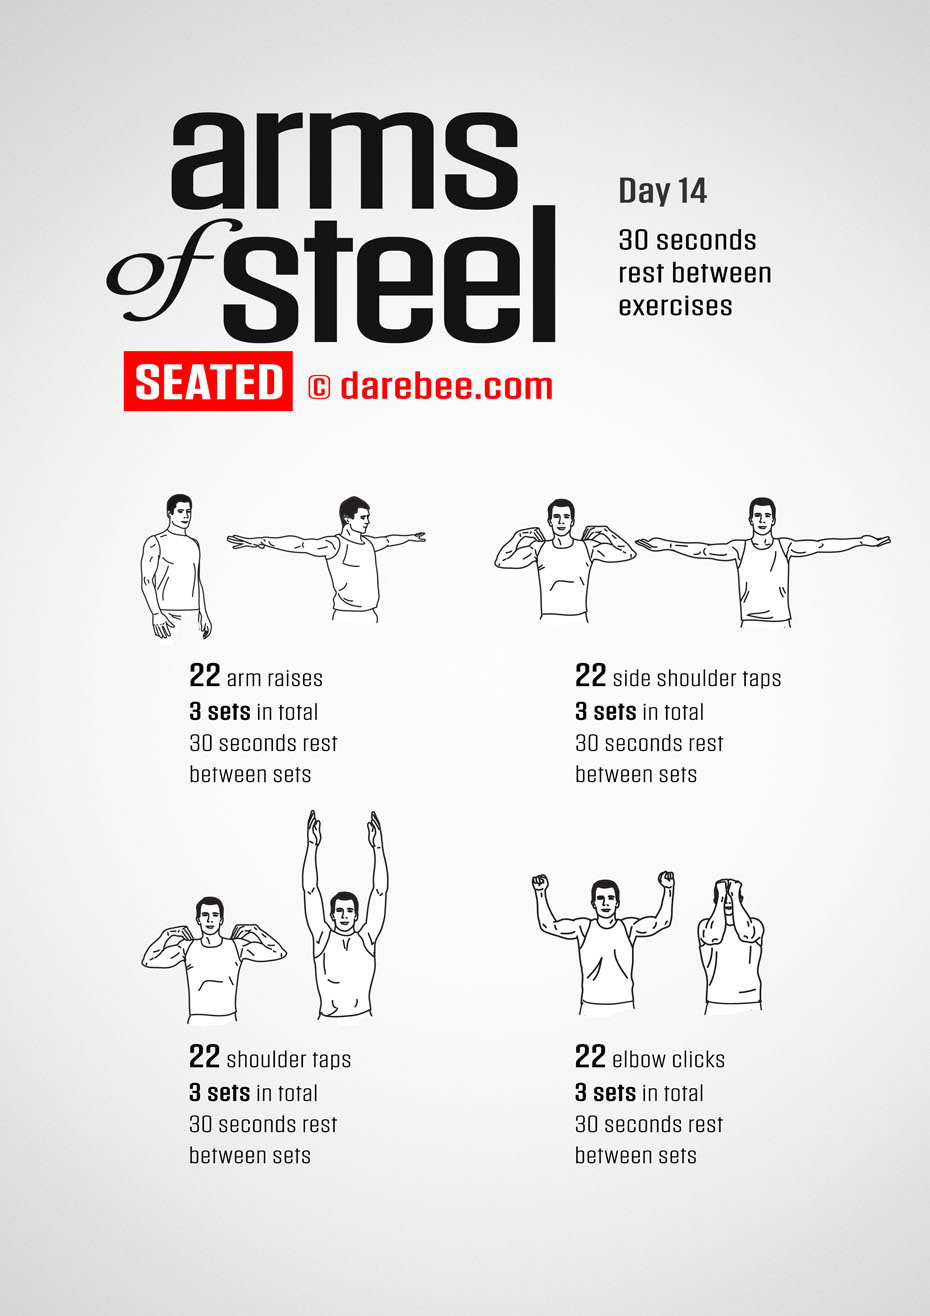 arms
of steel
SEATED © darebee.com
Day 14
30 seconds
rest between
exercises
22 arm raises
3 sets in total
30 seconds rest
between sets
22 side shoulder taps
3 sets in total
30 seconds rest
between sets
22 shoulder taps
3 sets in total
30 seconds rest
between sets
22 elbow clicks
3 sets in total
30 seconds rest
between sets